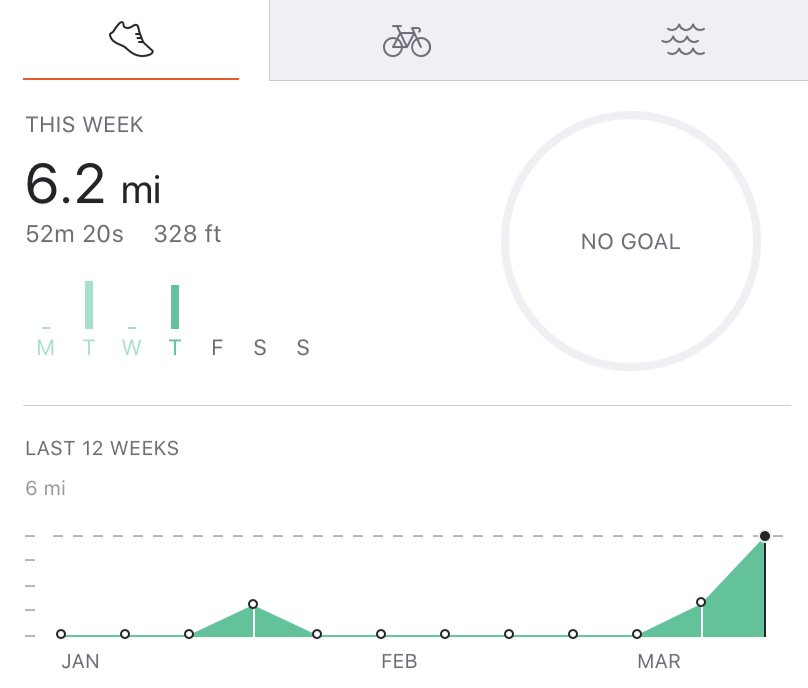 THIS WEEK
6.2 mi
52m 20s 328 ft
NO GOAL
M T W T F S S
LAST 12 WEEKS
6 mi
JAN FEB MAR